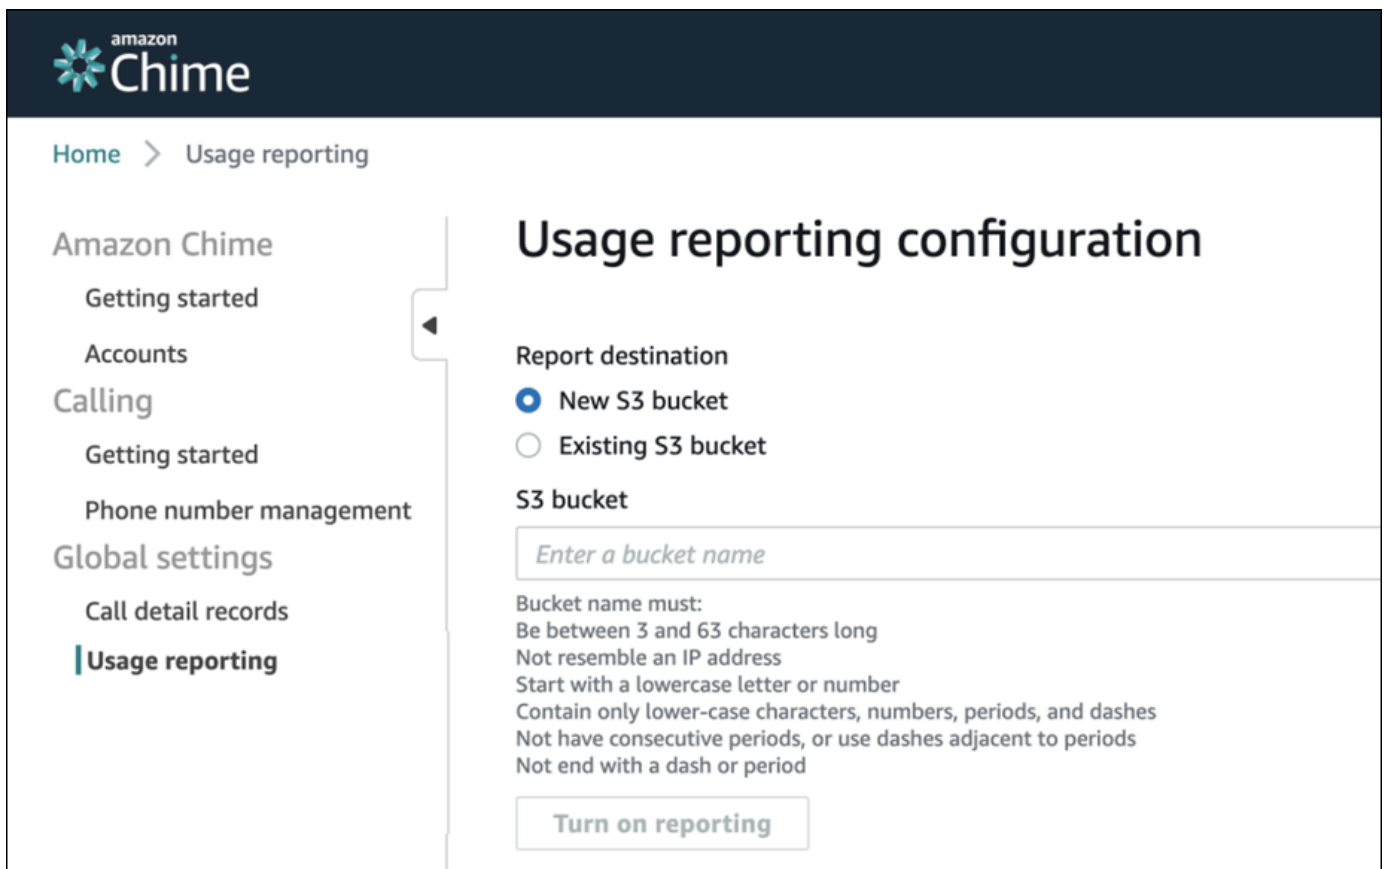 amazon
Chime
Home > Usage reporting
Amazon Chime
Getting started
Accounts
Calling
Getting started
Phone number management
Global settings
Call detail records
Usage reporting
Usage reporting configuration
Report destination
New S3 bucket
Existing S3 bucket
S3 bucket
Enter a bucket name
Bucket name must:
Be between 3 and 63 characters long
Not resemble an IP address
Start with a lowercase letter or number
Contain only lower-case characters, numbers, periods, and dashes
Not have consecutive periods, or use dashes adjacent to periods
Not end with a dash or period
Turn on reporting